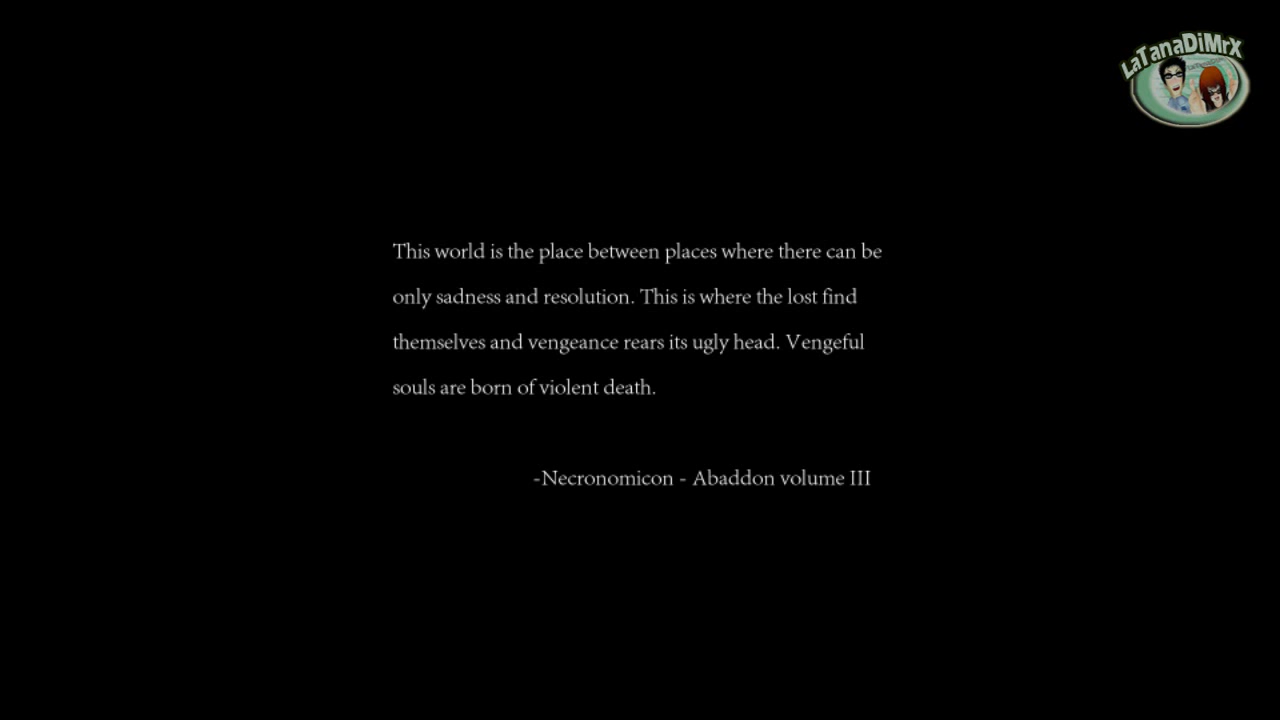 LaTanaDiMrX
This world is the place between places where there can be
only sadness and resolution. This is where the lost find
themselves and vengeance rears its ugly head. Vengeful
souls are born of violent death.
-Necronomicon - Abaddon volume III